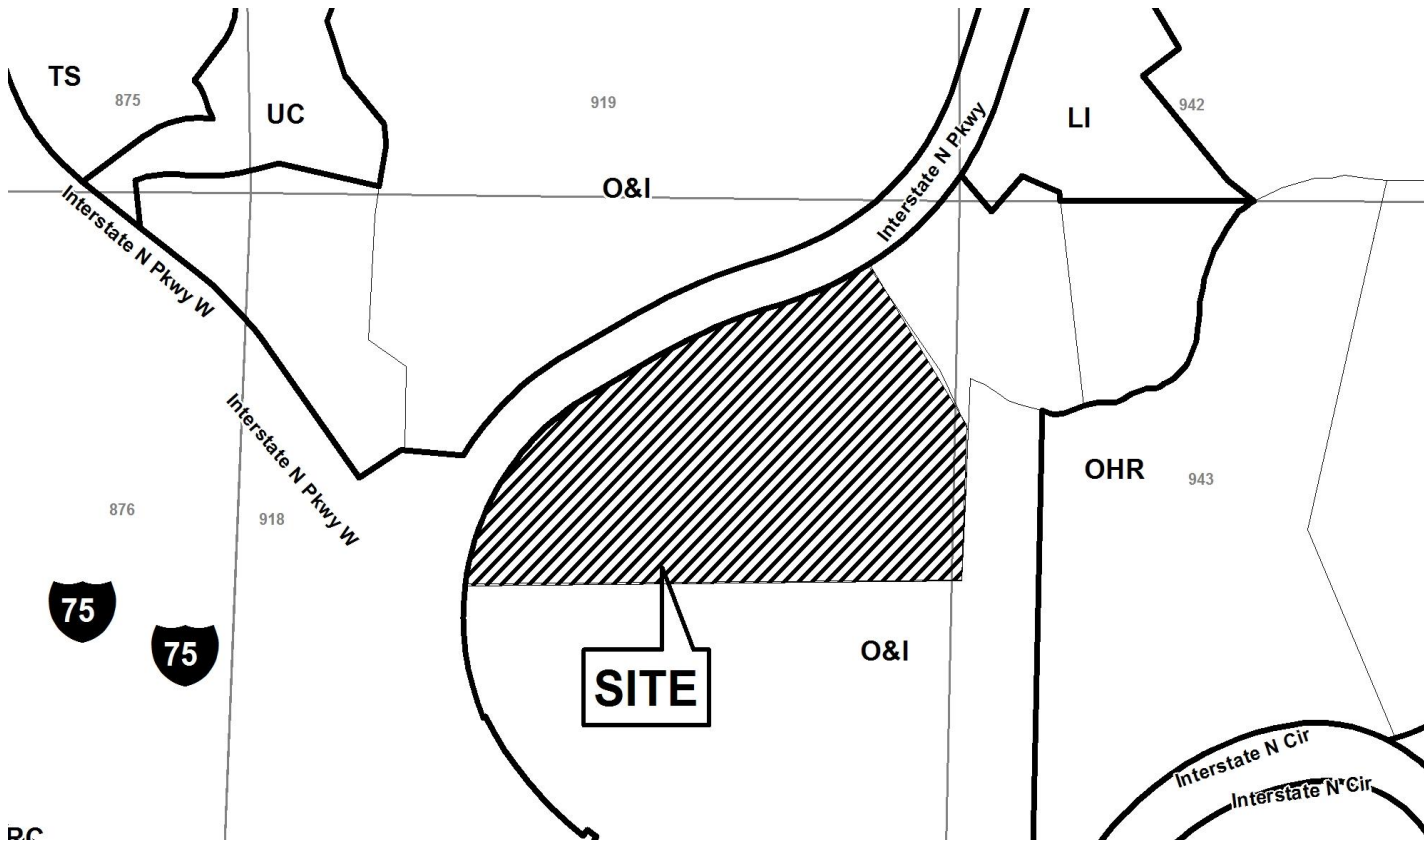 TS
875
UC
919
942
LI
O&I
Interstate N Pkwy
Interstate N Pkwy W
Interstate N Pkwy W
OHR
943
876
918
75
75
O&I
SITE
Interstate N Cir
Interstate N Cir
RC